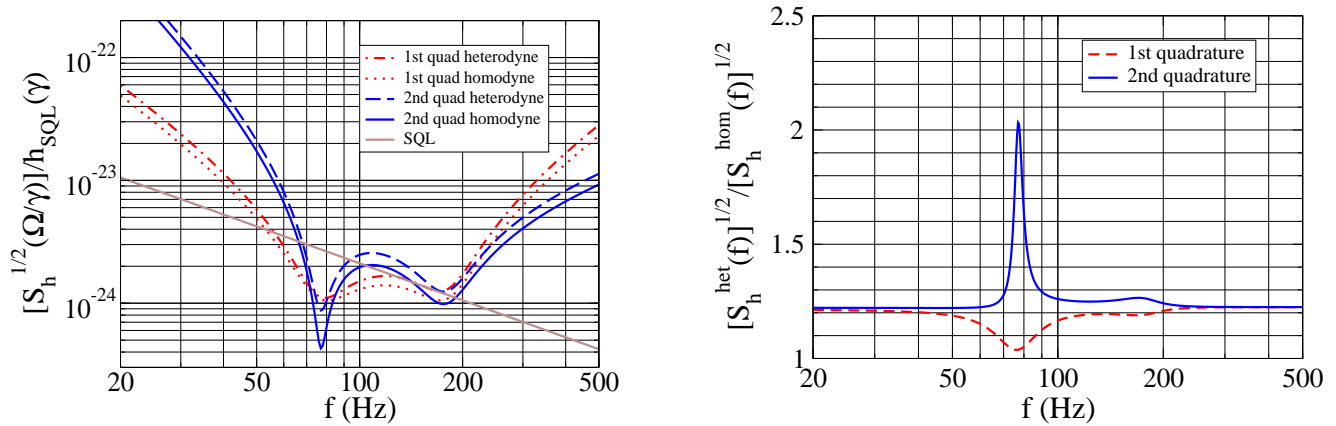 [S_h^{1/2}(Ω/γ)]/h_{SQL}(γ)
10^{-22}
10^{-23}
10^{-24}
1st quad heterodyne
1st quad homodyne
2nd quad heterodyne
2nd quad homodyne
SQL
20 50 100 200 500
f (Hz)
[S_h^{het}(f)]^{1/2}/[S_h^{hom}(f)]^{1/2}
2.5
2
1.5
1
1st quadrature
2nd quadrature
20 50 100 200 500
f (Hz)